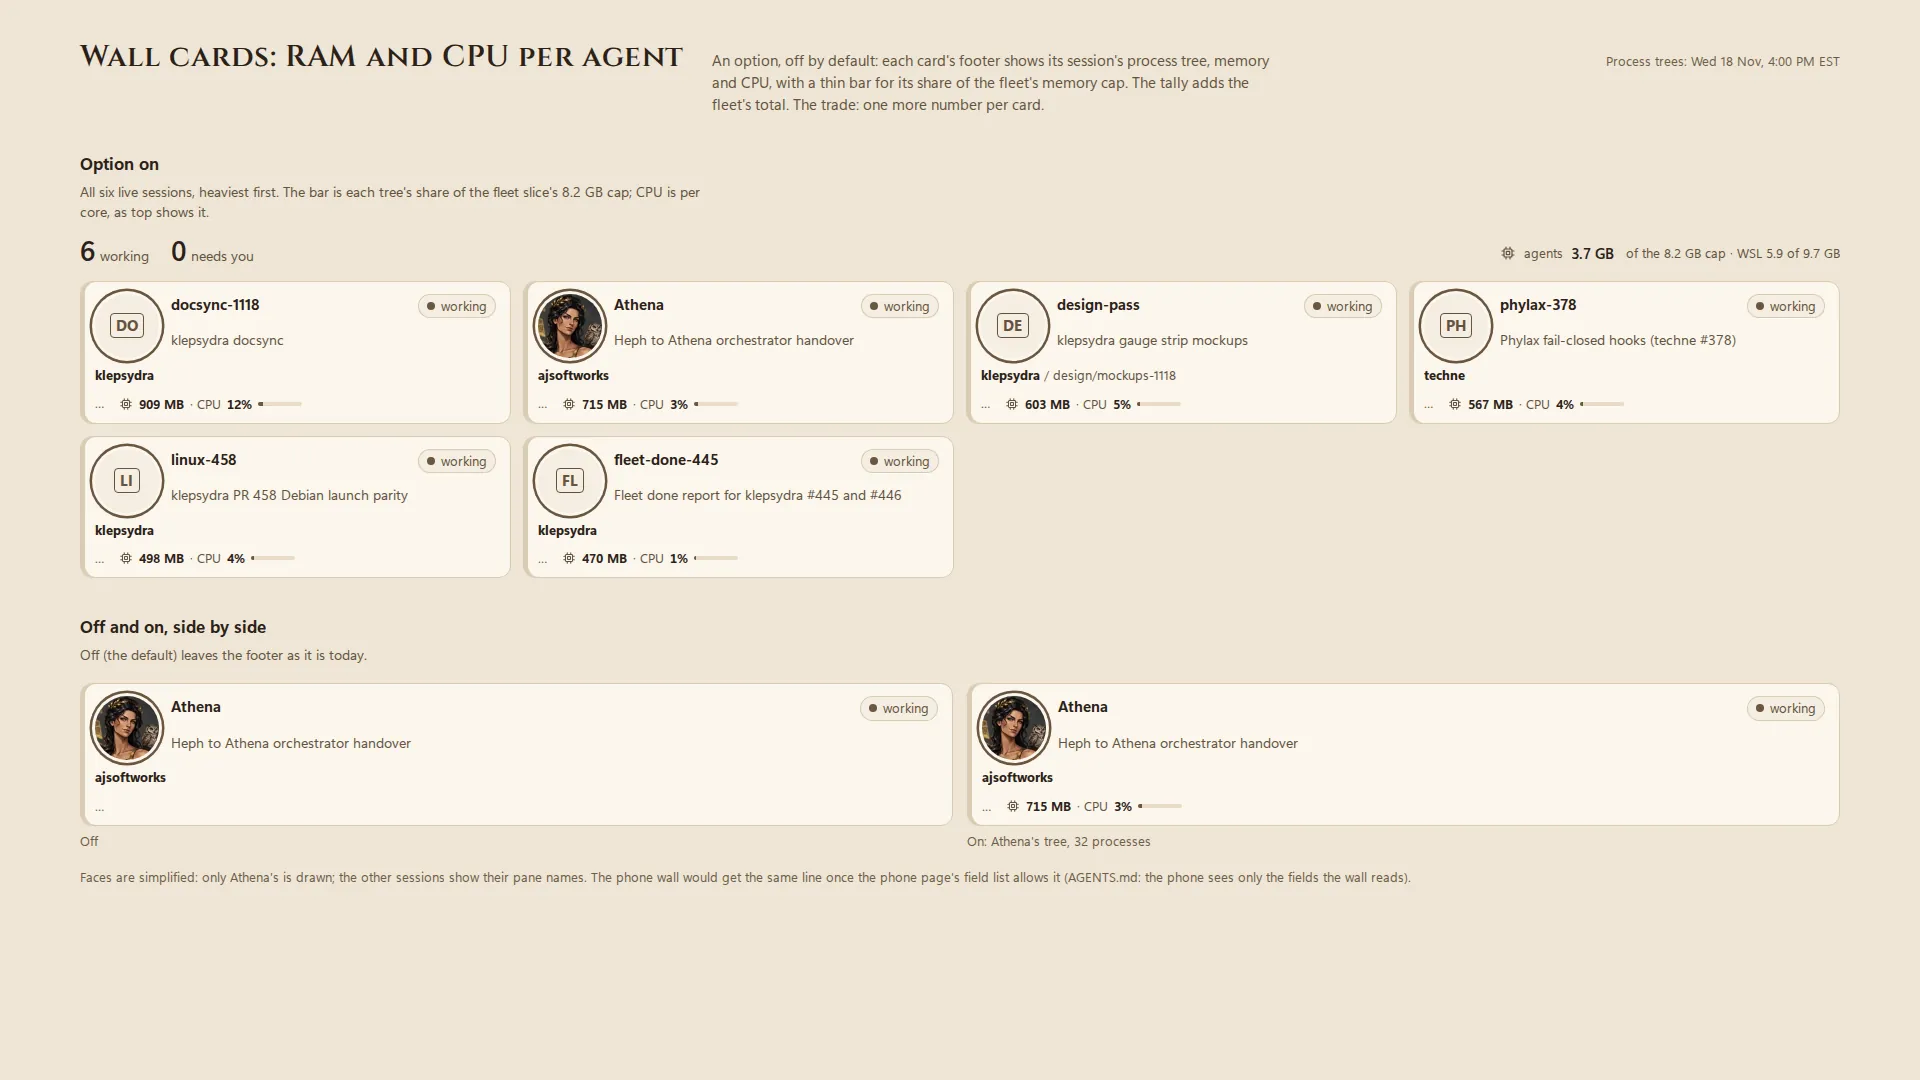 Wall cards: RAM and CPU per agent
An option, off by default: each card's footer shows its session's process tree, memory
and CPU, with a thin bar for its share of the fleet's memory cap. The tally adds the
fleet's total. The trade: one more number per card.
Process trees: Wed 18 Nov, 4:00 PM EST
Option on
All six live sessions, heaviest first. The bar is each tree's share of the fleet slice's 8.2 GB cap; CPU is per
core, as top shows it.
6 working 0 needs you
agents 3.7 GB of the 8.2 GB cap · WSL 5.9 of 9.7 GB
DO
docsync-1118
working
klepsydra docsync
klepsydra
... 909 MB · CPU 12%
Athena
working
Heph to Athena orchestrator handover
ajsoftworks
... 715 MB · CPU 3%
DE
design-pass
working
klepsydra gauge strip mockups
klepsydra / design/mockups-1118
... 603 MB · CPU 5%
PH
phylax-378
working
Phylax fail-closed hooks (techne #378)
techne
... 567 MB · CPU 4%
LI
linux-458
working
klepsydra PR 458 Debian launch parity
klepsydra
... 498 MB · CPU 4%
FL
fleet-done-445
working
Fleet done report for klepsydra #445 and #446
klepsydra
... 470 MB · CPU 1%
Off and on, side by side
Off (the default) leaves the footer as it is today.
Athena
working
Heph to Athena orchestrator handover
ajsoftworks
...
Off
Athena
working
Heph to Athena orchestrator handover
ajsoftworks
... 715 MB · CPU 3%
On: Athena's tree, 32 processes
Faces are simplified: only Athena's is drawn; the other sessions show their pane names. The phone wall would get the same line once the phone page's field list allows it (AGENTS.md: the phone sees only the fields the wall reads).